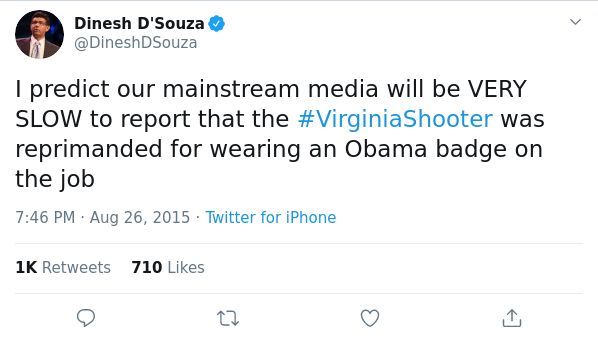 Dinesh D'Souza
@DineshDSouza
I predict our mainstream media will be VERY
SLOW to report that the #VirginiaShooter was
reprimanded for wearing an Obama badge on
the job
7:46 PM · Aug 26, 2015 · Twitter for iPhone
1K Retweets 710 Likes